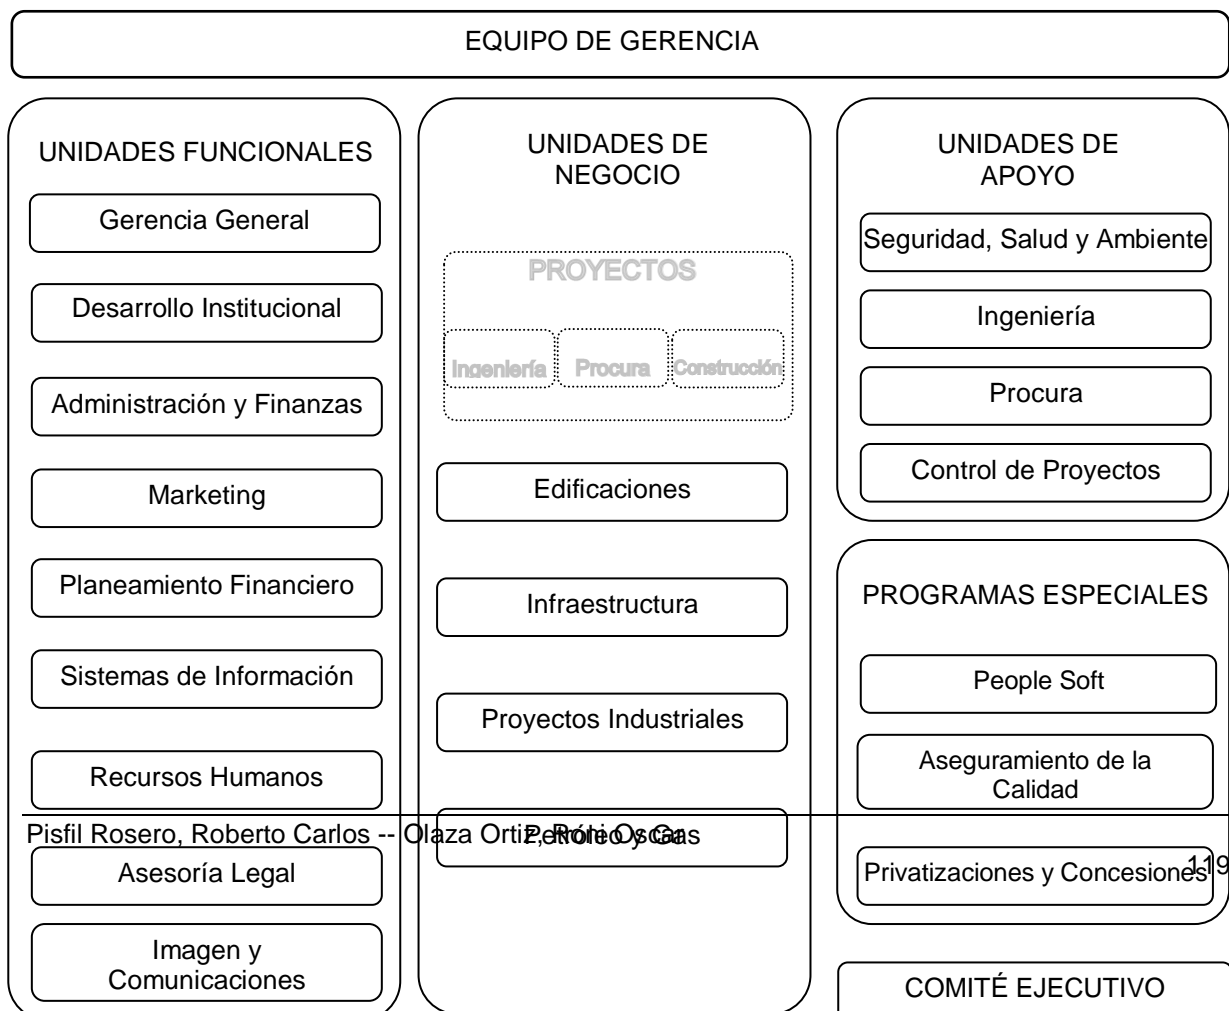 EQUIPO DE GERENCIA
UNIDADES FUNCIONALES
Gerencia General
Desarrollo Institucional
Administración y Finanzas
Marketing
Planeamiento Financiero
Sistemas de Información
Recursos Humanos
Asesoría Legal
Imagen y
Comunicaciones
UNIDADES DE
NEGOCIO
PROYECTOS
Ingeniería
Procura
Construcción
Edificaciones
Infraestructura
Proyectos Industriales
Petróleo y Gas
UNIDADES DE
APOYO
Seguridad, Salud y Ambiente
Ingeniería
Procura
Control de Proyectos
PROGRAMAS ESPECIALES
People Soft
Aseguramiento de la
Calidad
Privatizaciones y Concesiones
COMITÉ EJECUTIVO
Pisfil Rosero, Roberto Carlos -- Olaza Ortiz, Roni Oscar
119